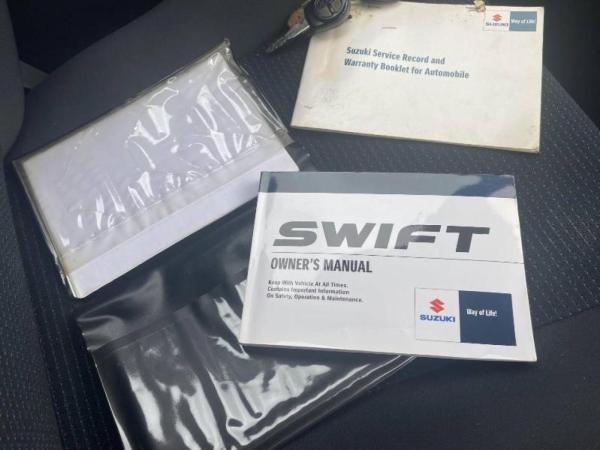 SUZUKI
Way of Life!
Suzuki Service Record and
Warranty Booklet for Automobile
SWIFT
OWNER'S MANUAL
Keep With Vehicle At All Times.
Contains Important Information
On Safety, Operation & Maintenance.
SUZUKI
Way of Life!